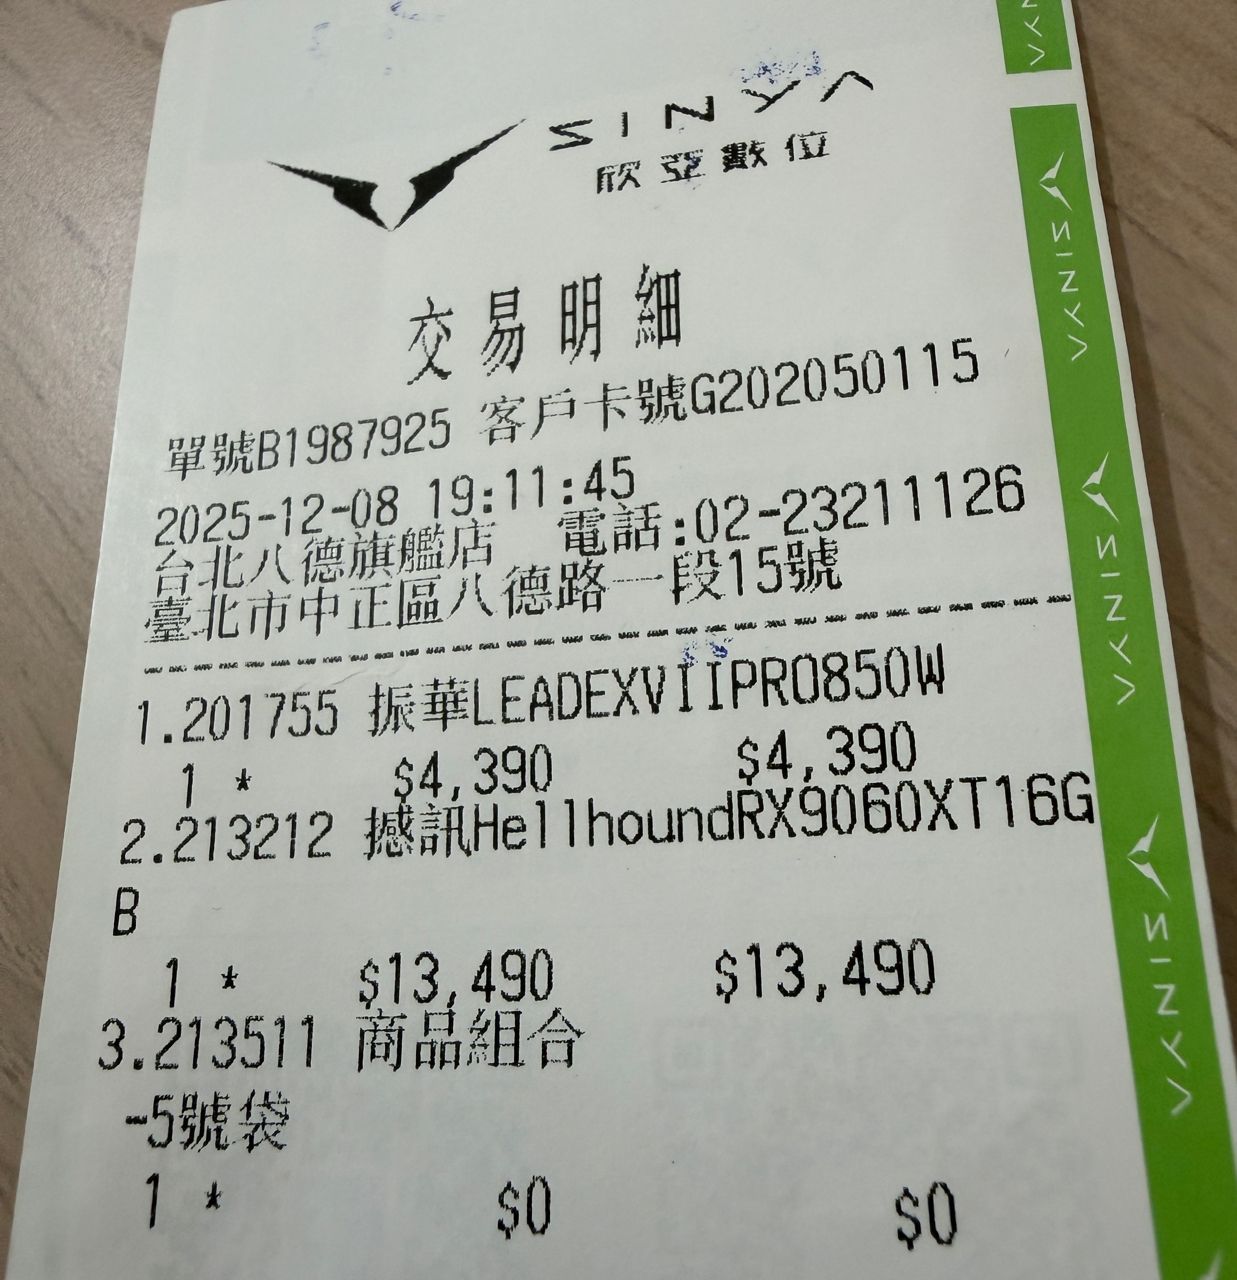 SINYA
欣亞數位
交易明細
單號B1987925 客戶卡號G202050115
2025-12-08 19:11:45
台北八德旗艦店 電話:02-23211126
臺北市中正區八德路一段15號
1.201755 振華LEADEXVIIPRO850W
1 * $4,390 $4,390
2.213212 撼訊HellhoundRX9060XT16G
B
1 * $13,490 $13,490
3.213511 商品組合
-5號袋
1 * $0 $0
SINYA
SINYA
SINYA